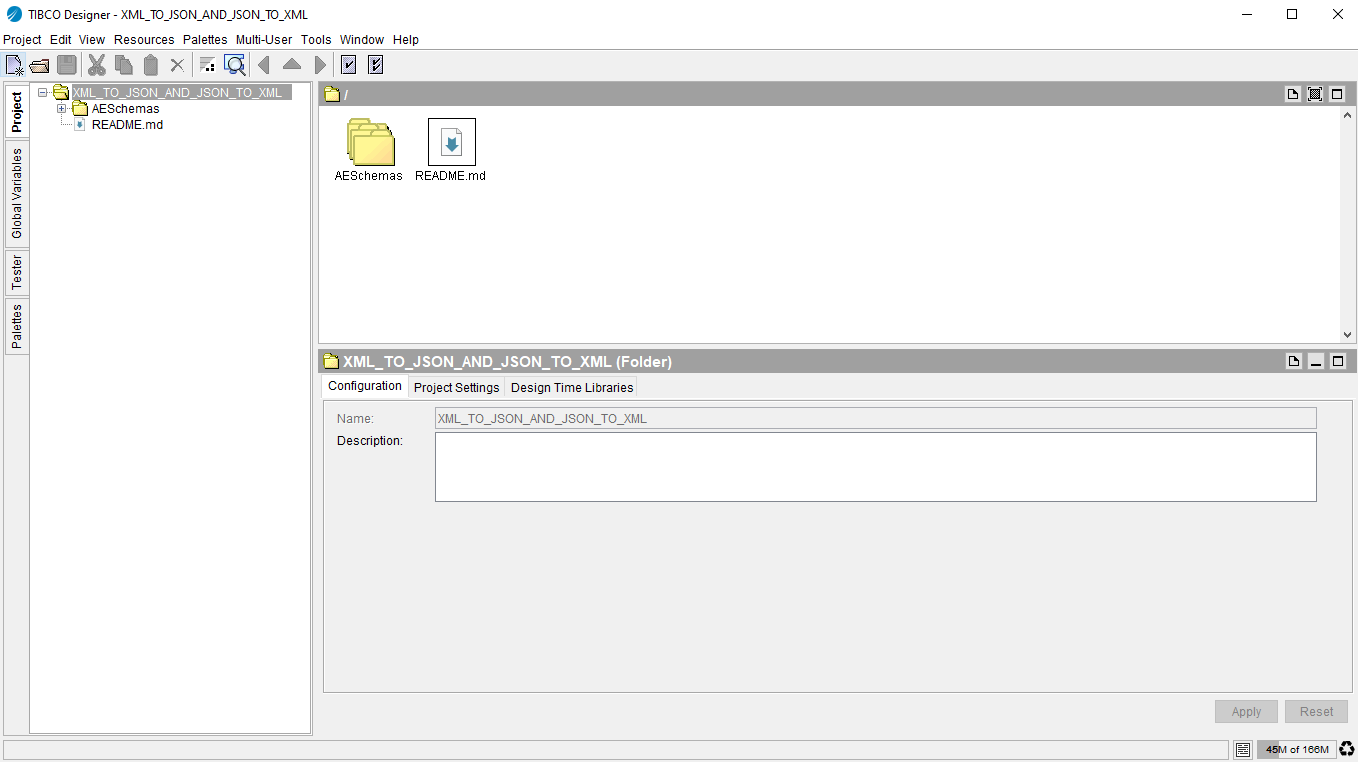 TIBCO Designer - XML_TO_JSON_AND_JSON_TO_XML
Project Edit View Resources Palettes Multi-User Tools Window Help
Project
Global Variables
Tester
Palettes
XML_TO_JSON_AND_JSON_TO_XML
AESchemas
README.md
/
AESchemas README.md
XML_TO_JSON_AND_JSON_TO_XML (Folder)
Configuration Project Settings Design Time Libraries
Name: XML_TO_JSON_AND_JSON_TO_XML
Description:
Apply Reset
45M of 166M